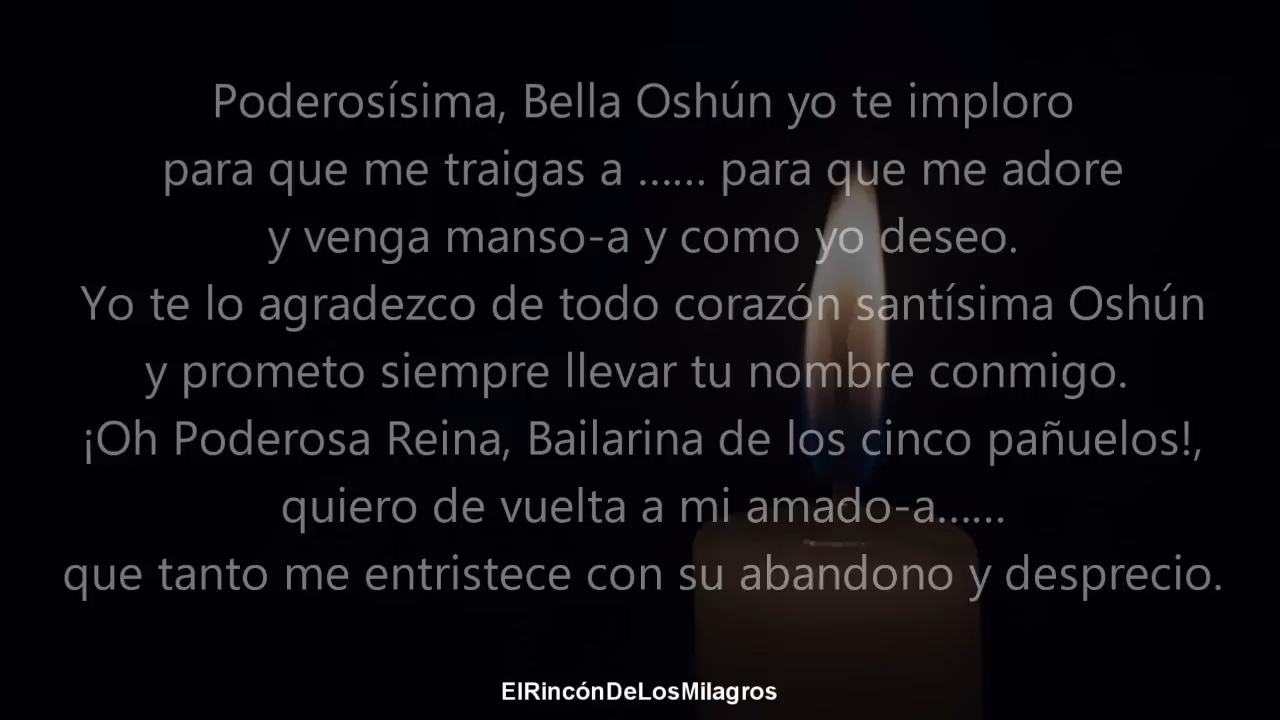 Poderosísima, Bella Oshún yo te imploro
para que me traigas a ...... para que me adore
y venga manso-a y como yo deseo.
Yo te lo agradezco de todo corazón santísima Oshún
y prometo siempre llevar tu nombre conmigo.
¡Oh Poderosa Reina, Bailarina de los cinco pañuelos!,
quiero de vuelta a mi amado-a......
que tanto me entristece con su abandono y desprecio.
ElRincónDeLosMilagros